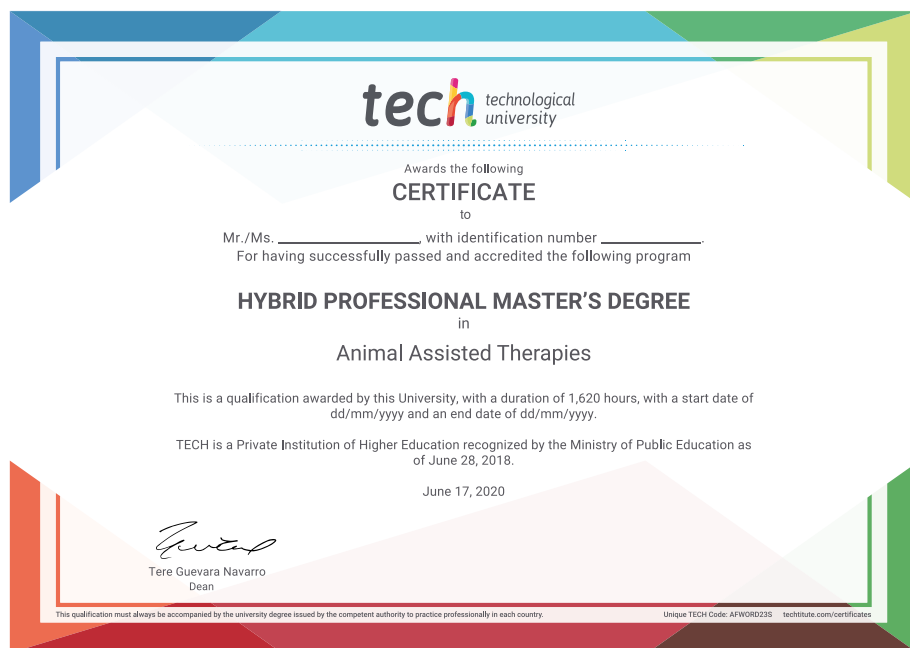 tech technological
university
Awards the following
CERTIFICATE
to
Mr./Ms. ____________________, with identification number ______________.
For having successfully passed and accredited the following program
HYBRID PROFESSIONAL MASTER'S DEGREE
in
Animal Assisted Therapies
This is a qualification awarded by this University, with a duration of 1,620 hours, with a start date of
dd/mm/yyyy and an end date of dd/mm/yyyy.
TECH is a Private Institution of Higher Education recognized by the Ministry of Public Education as
of June 28, 2018.
June 17, 2020
Tere Guevara Navarro
Dean
This qualification must always be accompanied by the university degree issued by the competent authority to practice professionally in each country.
Unique TECH Code: AFWORD23S techtitute.com/certificates